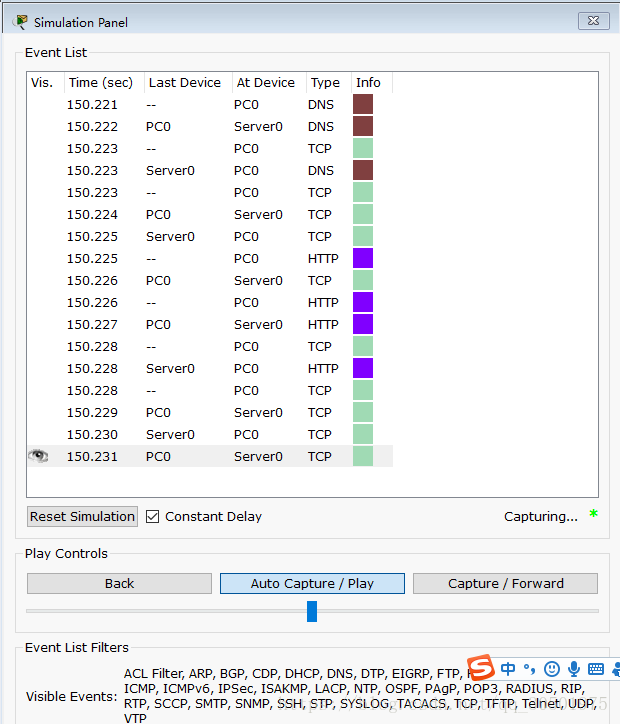 Simulation Panel
Event List
Vis. Time (sec) Last Device At Device Type Info
150.221 -- PC0 DNS
150.222 PC0 Server0 DNS
150.223 -- PC0 TCP
150.223 Server0 PC0 DNS
150.223 -- PC0 TCP
150.224 PC0 Server0 TCP
150.225 Server0 PC0 TCP
150.225 -- PC0 HTTP
150.226 PC0 Server0 TCP
150.226 -- PC0 HTTP
150.227 PC0 Server0 HTTP
150.228 -- PC0 TCP
150.228 Server0 PC0 HTTP
150.228 -- PC0 TCP
150.229 PC0 Server0 TCP
150.230 Server0 PC0 TCP
150.231 PC0 Server0 TCP
Reset Simulation Constant Delay Capturing... *
Play Controls
Back Auto Capture / Play Capture / Forward
Event List Filters
Visible Events:
ACL Filter, ARP, BGP, CDP, DHCP, DNS, DTP, EIGRP, FTP,
ICMP, ICMPv6, IPSec, ISAKMP, LACP, NTP, OSPF, PAgP, POP3, RADIUS, RIP,
RTP, SCCP, SMTP, SNMP, SSH, STP, SYSLOG, TACACS, TCP, TFTP, Telnet, UDP,
VTP
S 中